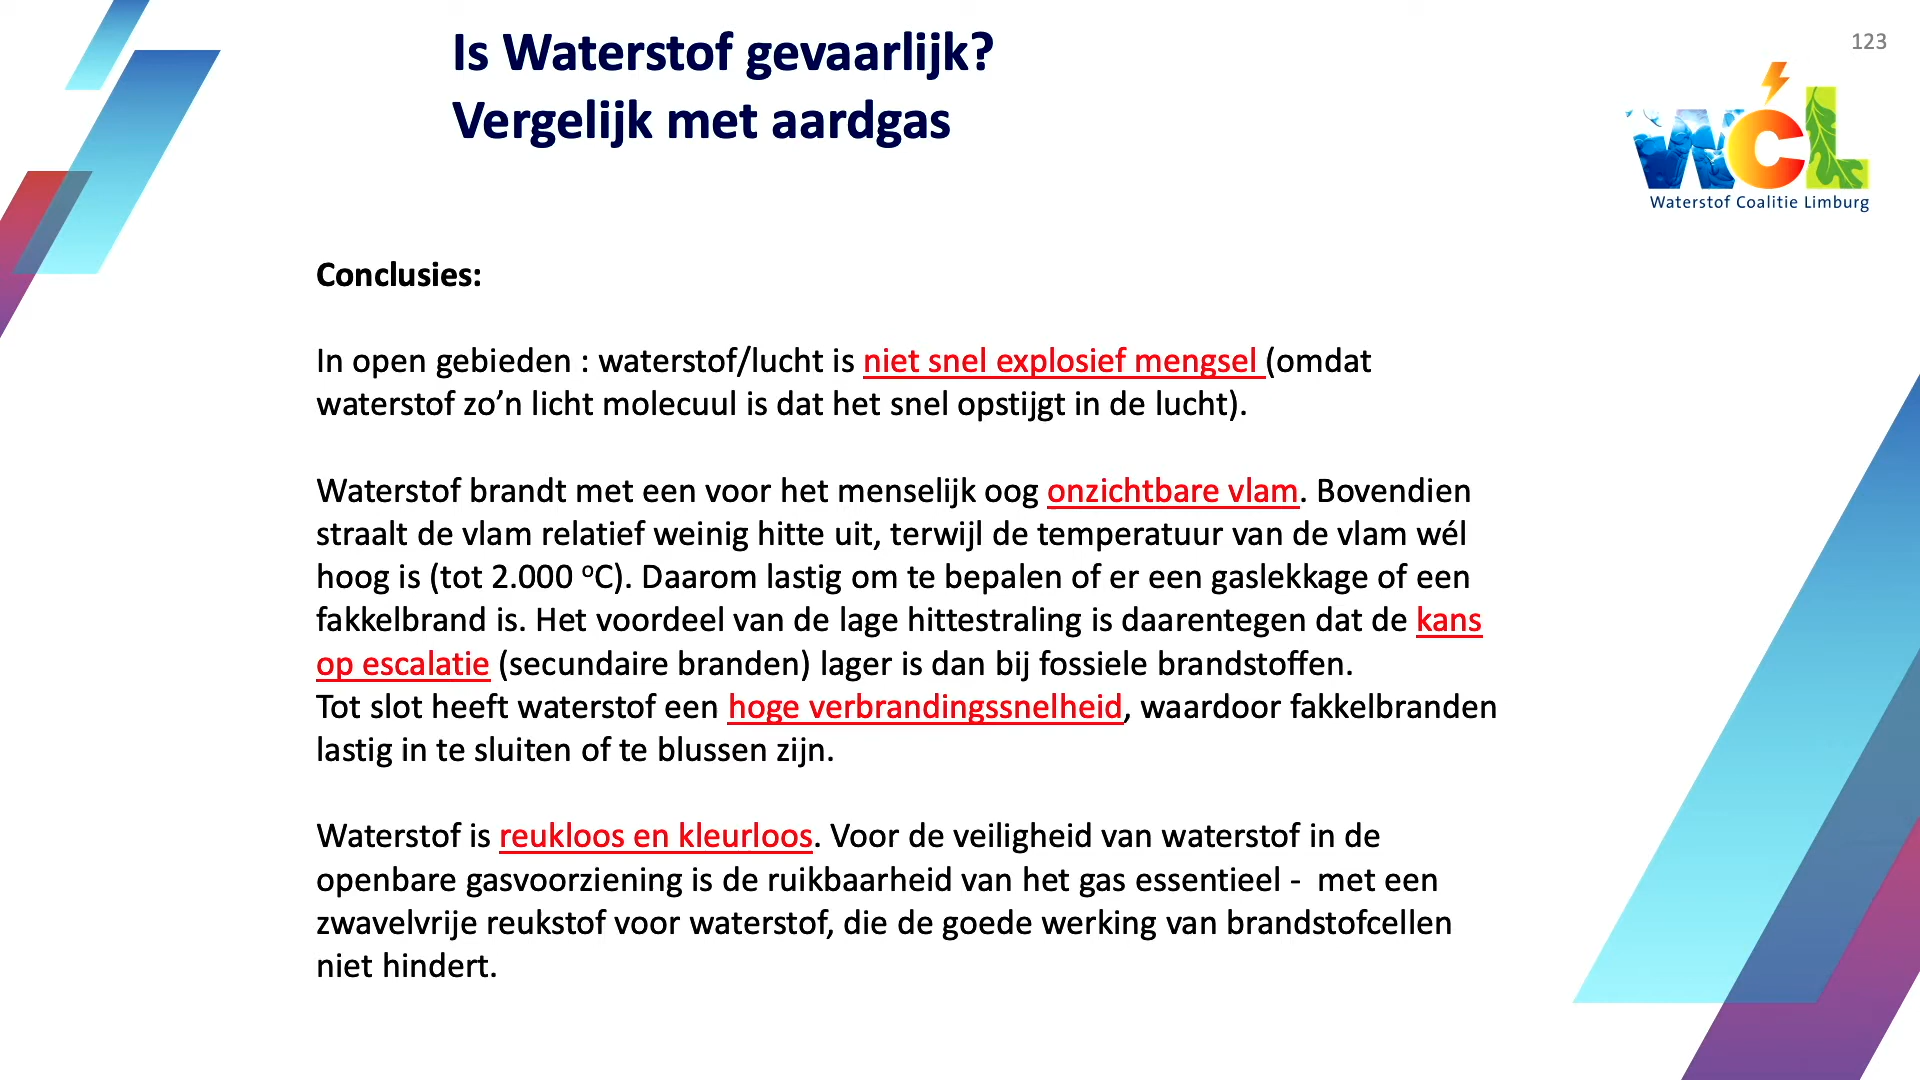 Is Waterstof gevaarlijk?
Vergelijk met aardgas
123
WCL
Waterstof Coalitie Limburg
Conclusies:
In open gebieden : waterstof/lucht is niet snel explosief mengsel (omdat
waterstof zo’n licht molecuul is dat het snel opstijgt in de lucht).
Waterstof brandt met een voor het menselijk oog onzichtbare vlam. Bovendien
straalt de vlam relatief weinig hitte uit, terwijl de temperatuur van de vlam wél
hoog is (tot 2.000 ºC). Daarom lastig om te bepalen of er een gaslekkage of een
fakkelbrand is. Het voordeel van de lage hittestraling is daarentegen dat de kans
op escalatie (secundaire branden) lager is dan bij fossiele brandstoffen.
Tot slot heeft waterstof een hoge verbrandingssnelheid, waardoor fakkelbranden
lastig in te sluiten of te blussen zijn.
Waterstof is reukloos en kleurloos. Voor de veiligheid van waterstof in de
openbare gasvoorziening is de ruikbaarheid van het gas essentieel -  met een
zwavelvrije reukstof voor waterstof, die de goede werking van brandstofcellen
niet hindert.